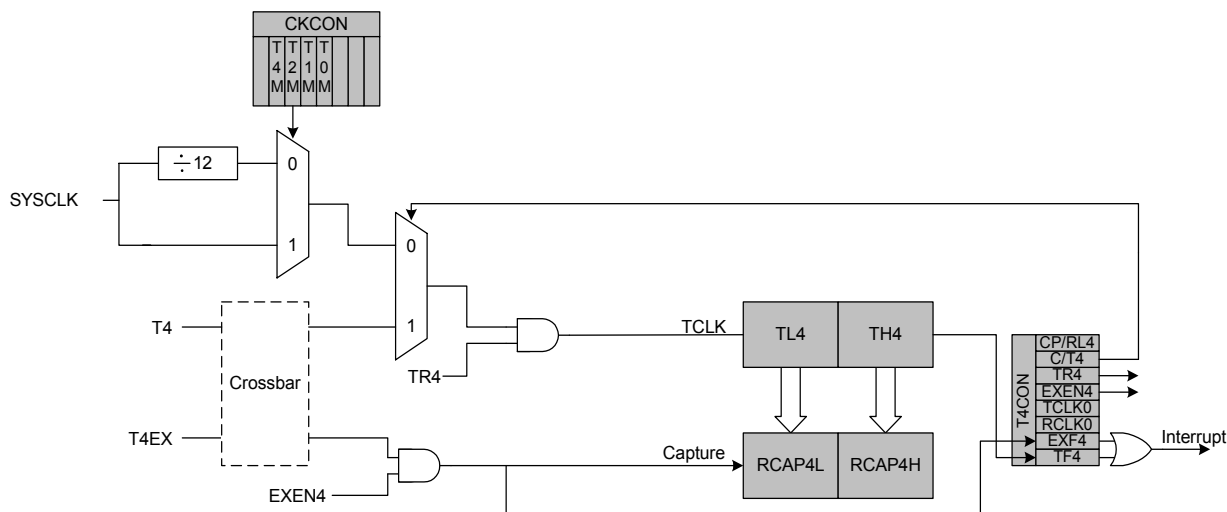 CKCON
T4M T2M T1M T0M
÷ 12
0
SYSCLK
1
0
T4
1
TCLK
TL4
TH4
TR4
Crossbar
T4EX
EXEN4
Capture
RCAP4L
RCAP4H
T4CON
CP/RL4
C/T4
TR4
EXEN4
TCLK0
RCLK0
EXF4
TF4
Interrupt